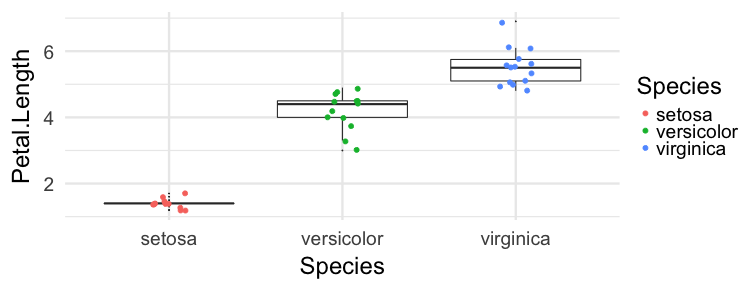 Petal.Length
6
4
2
setosa
versicolor
virginica
Species
Species
setosa
versicolor
virginica